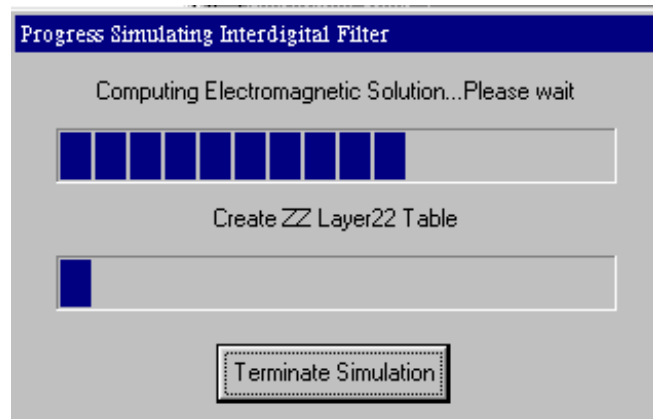 Progress Simulating Interdigital Filter
Computing Electromagnetic Solution...Please wait
Create ZZ Layer22 Table
Terminate Simulation